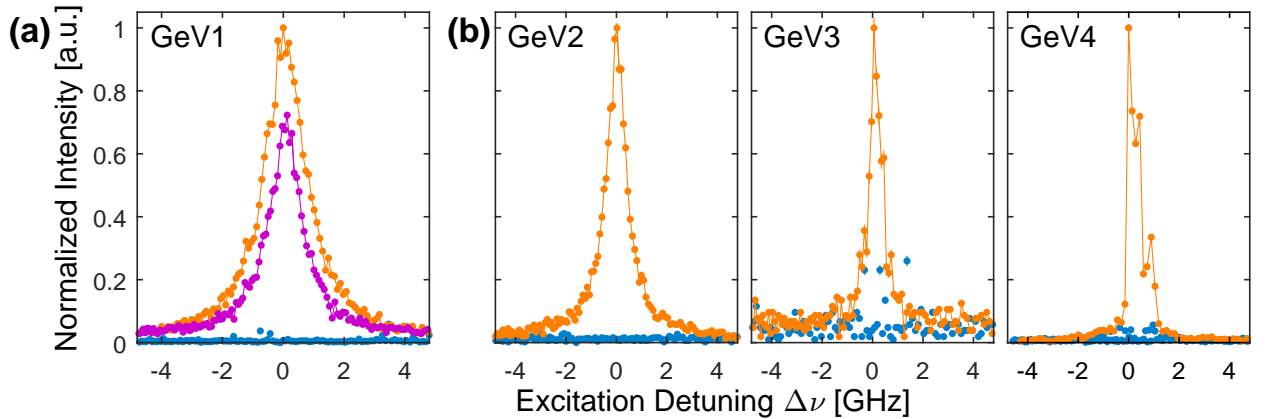 (a) GeV1 (b) GeV2 GeV3 GeV4
Normalized Intensity [a.u.]
1
0.8
0.6
0.4
0.2
0
-4 -2 0 2 4 -4 -2 0 2 4 -4 -2 0 2 4 -4 -2 0 2 4
Excitation Detuning Δν [GHz]